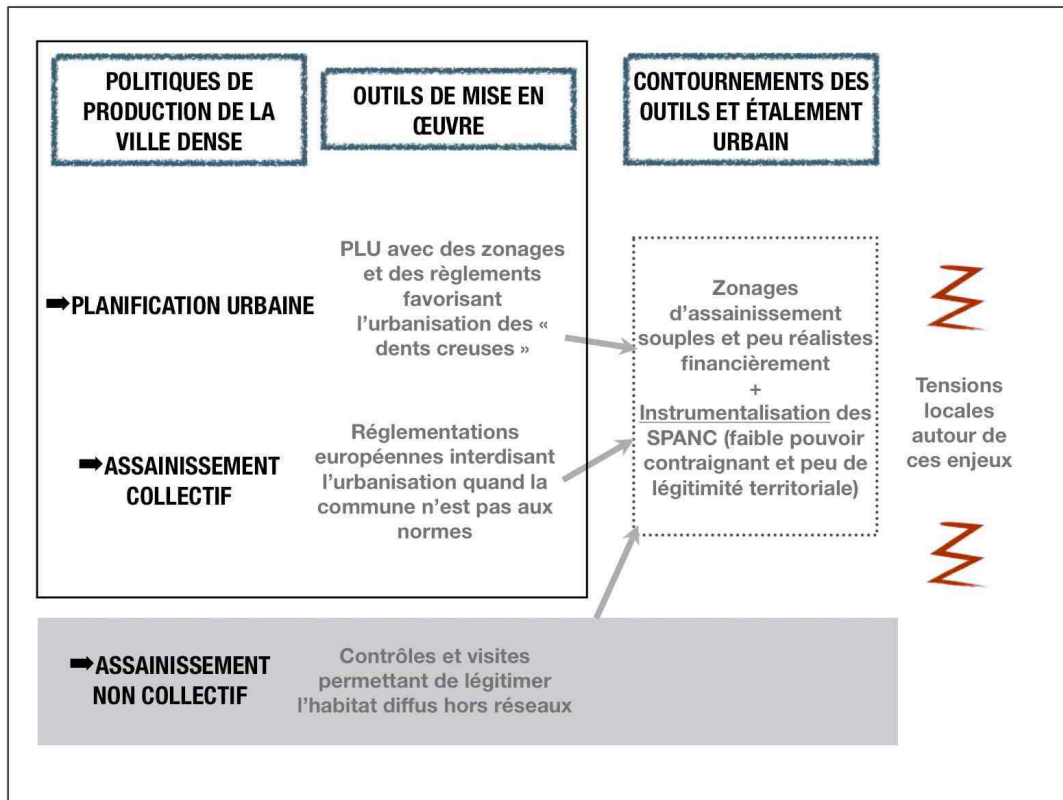 POLITIQUES DE
PRODUCTION DE LA
VILLE DENSE
OUTILS DE MISE EN
ŒUVRE
CONTOURNEMENTS DES
OUTILS ET ÉTALEMENT
URBAIN
➡PLANIFICATION URBAINE
PLU avec des zonages
et des règlements
favorisant
l'urbanisation des «
dents creuses »
➡ASSAINISSEMENT
COLLECTIF
Réglementations
européennes interdisant
l'urbanisation quand la
commune n'est pas aux
normes
Zonages
d'assainissement
souples et peu réalistes
financièrement
+
Instrumentalisation des
SPANC (faible pouvoir
contraignant et peu de
légitimité territoriale)
Tensions
locales
autour de
ces enjeux
➡ASSAINISSEMENT
NON COLLECTIF
Contrôles et visites
permettant de légitimer
l'habitat diffus hors réseaux